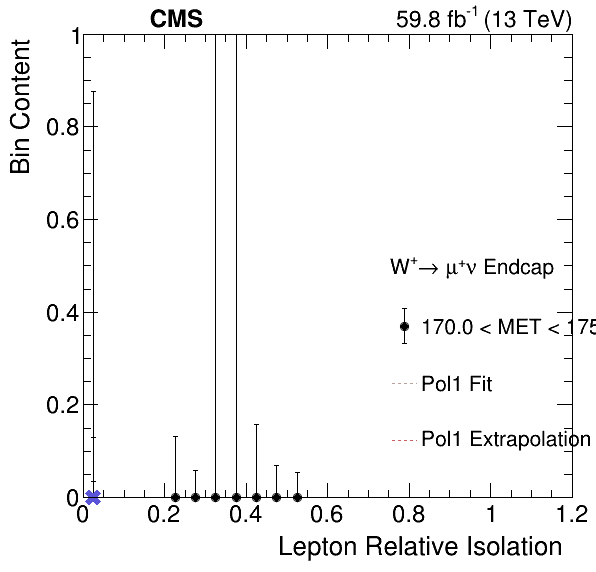 CMS
59.8 fb⁻¹ (13 TeV)
Bin Content
1
0.8
0.6
0.4
0.2
0
W⁺→ μ⁺ν Endcap
170.0 < MET < 175
Pol1 Fit
Pol1 Extrapolation
0 0.2 0.4 0.6 0.8 1 1.2
Lepton Relative Isolation